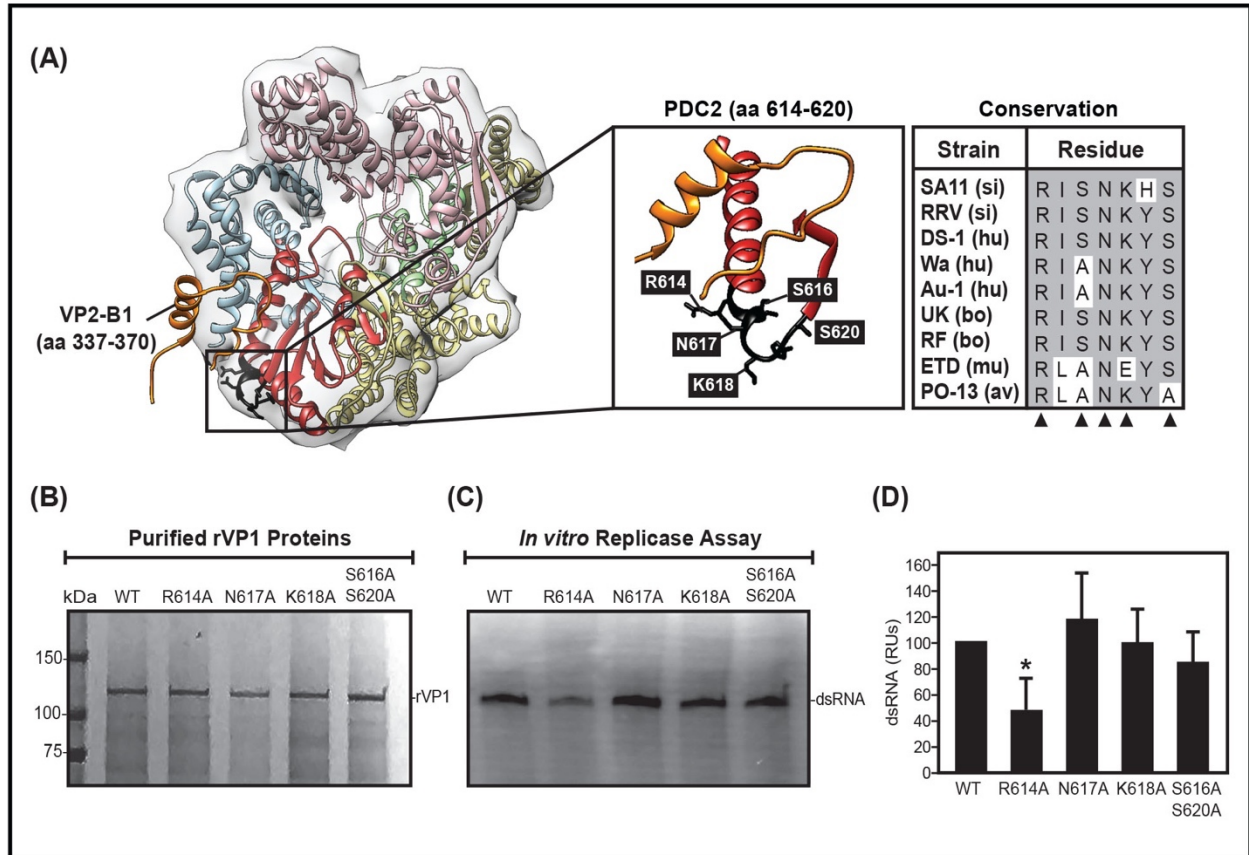 (A)
VP2-B1
(aa 337-370)
PDC2 (aa 614-620)
R614
S616
N617
S620
K618
Conservation
Strain Residue
SA11 (si) R I S N K H S
RRV (si) R I S N K Y S
DS-1 (hu) R I S N K Y S
Wa (hu) R I A N K Y S
Au-1 (hu) R I A N K Y S
UK (bo) R I S N K Y S
RF (bo) R I S N K Y S
ETD (mu) R L A N E Y S
PO-13 (av) R L A N K Y A
(B)
Purified rVP1 Proteins
kDa WT R614A N617A K618A S616A
S620A
150
100
75
rVP1
(C)
In vitro Replicase Assay
WT R614A N617A K618A S616A
S620A
dsRNA
(D)
dsRNA (RUs)
160
140
120
100
80
60
40
20
0
*
WT R614A N617A K618A S616A
S620A